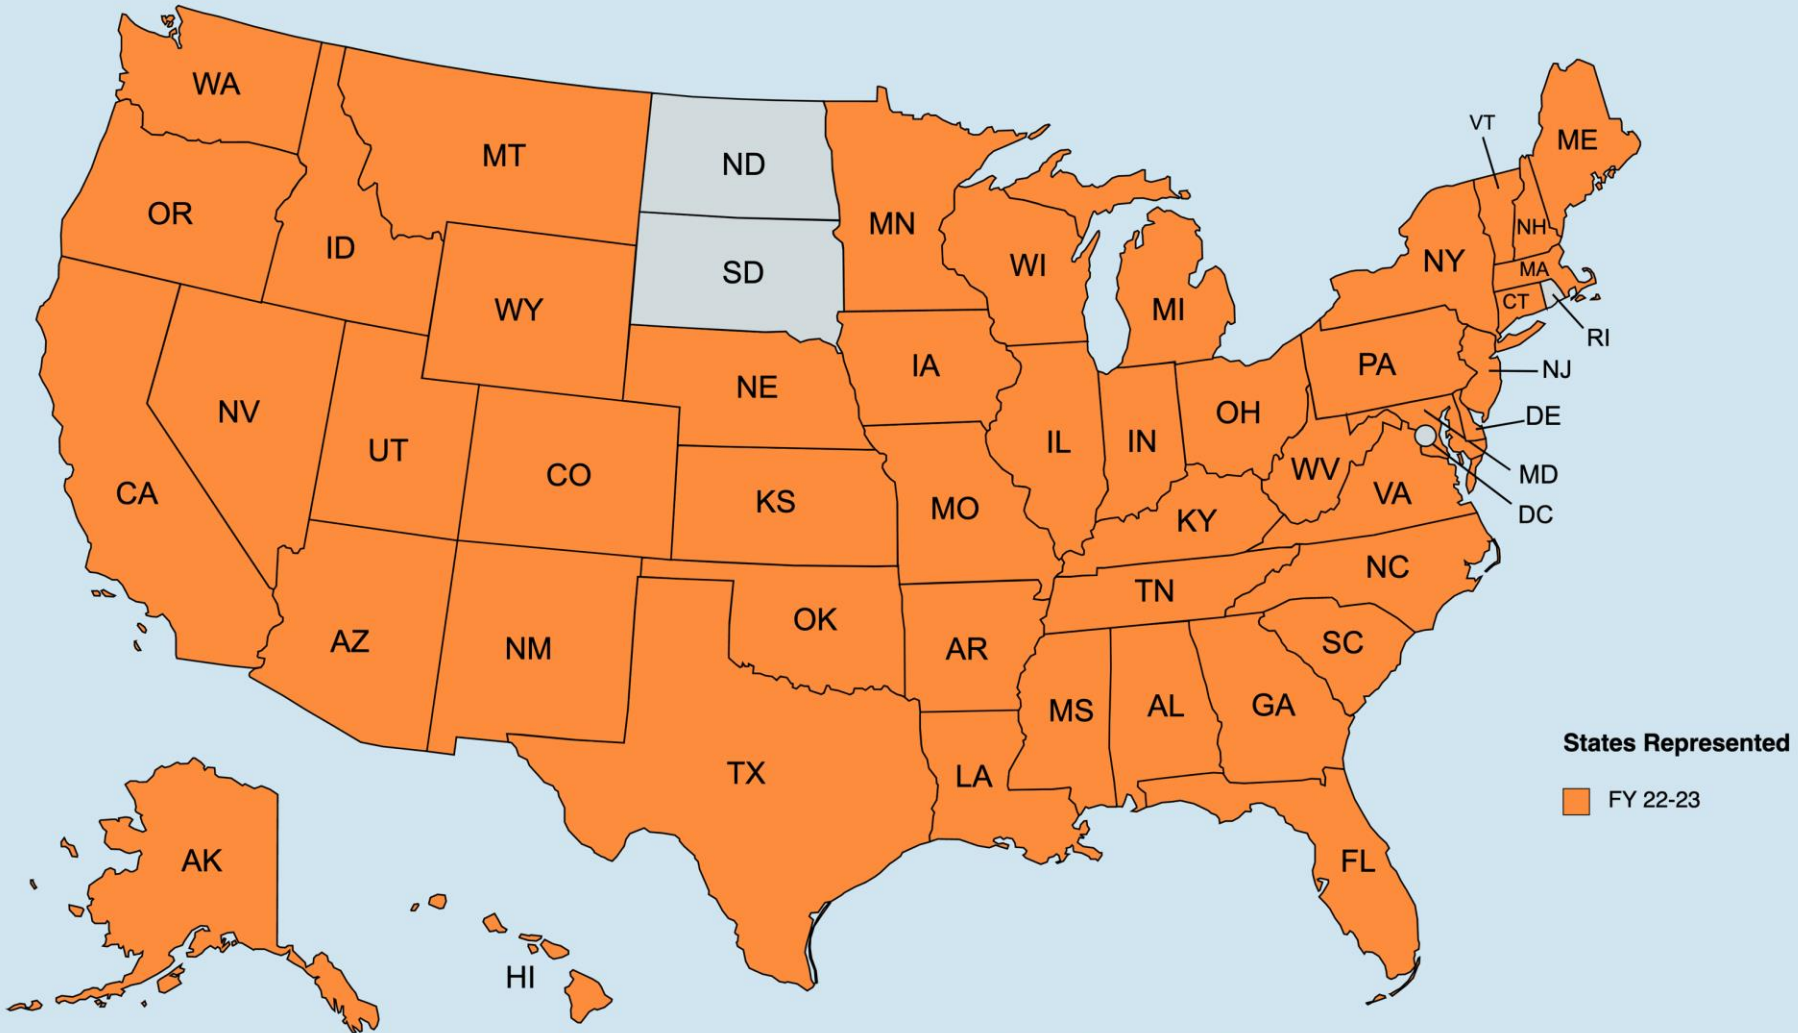 WA
MT
ND
ME
VT
OR
ID
MN
NH
SD
WI
NY
MA
CT
WY
MI
RI
IA
PA
NJ
NE
NV
OH
DE
UT
CO
IL
IN
WV
MD
CA
KS
MO
VA
DC
KY
NC
TN
OK
AZ
NM
AR
SC
MS
AL
GA
States Represented
FY 22-23
TX
LA
AK
FL
HI